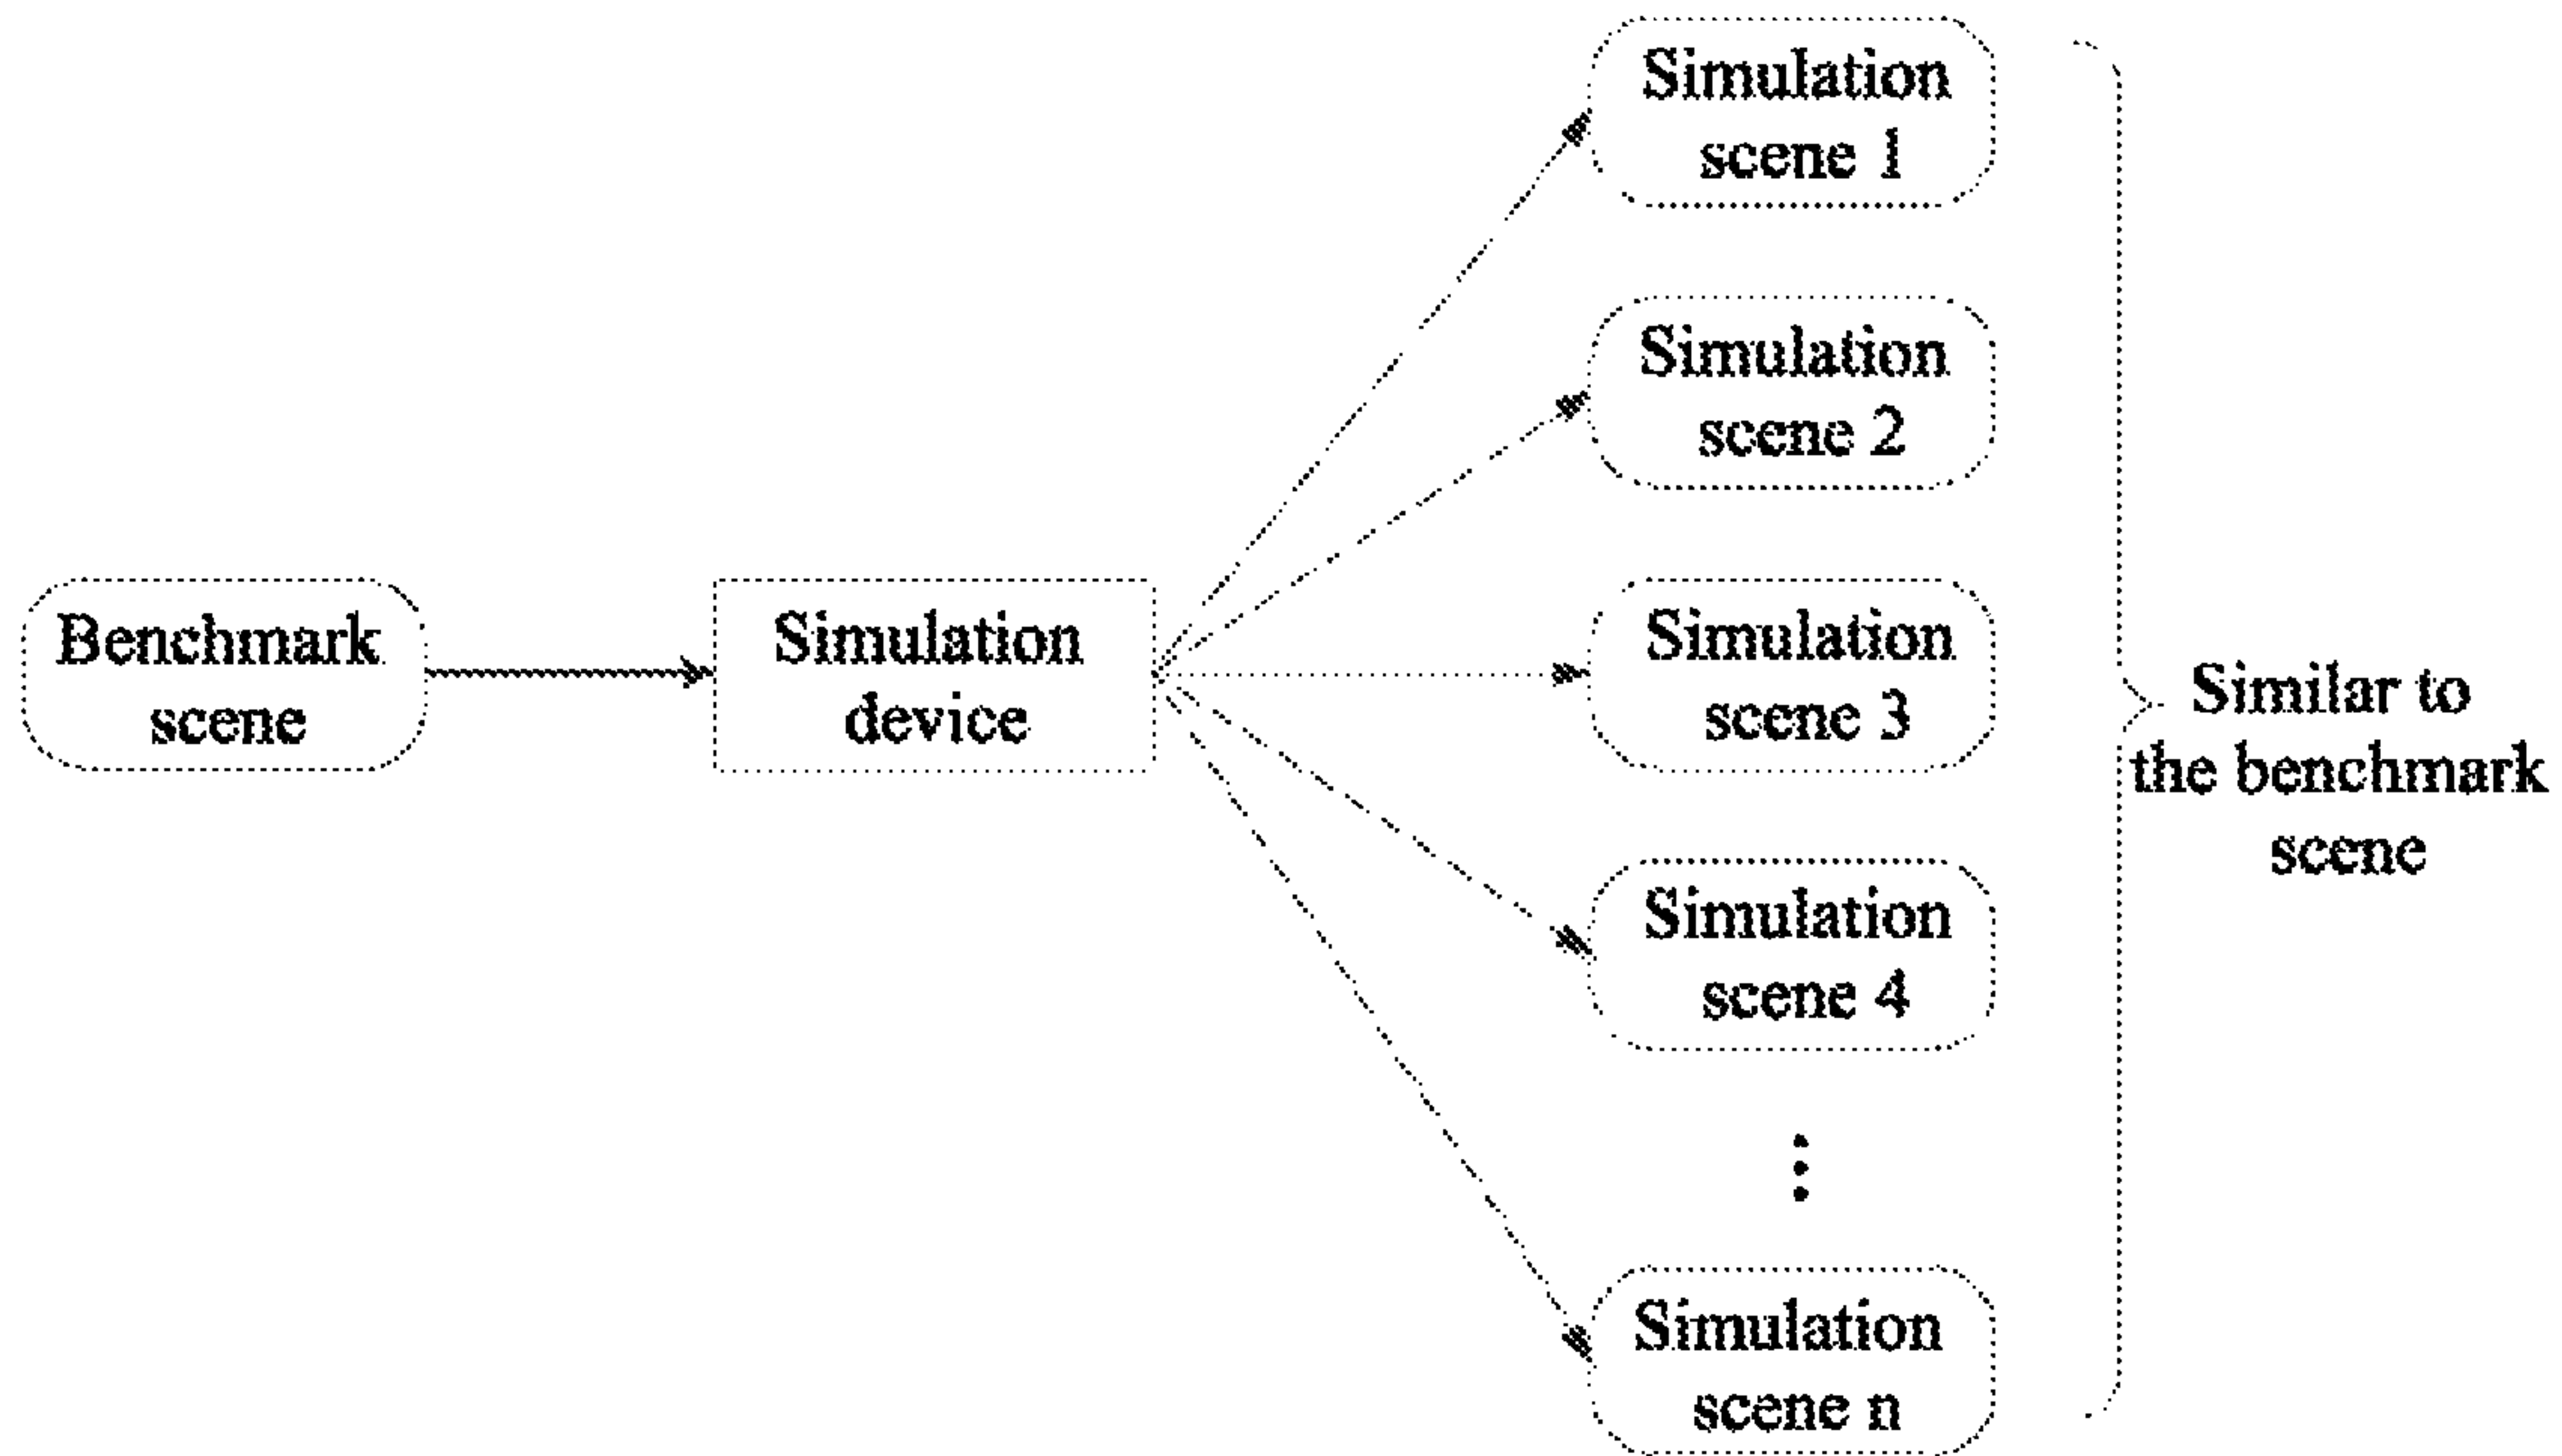 Benchmark
scene
Simulation
device
Simulation
scene 1
Simulation
scene 2
Simulation
scene 3
Simulation
scene 4
Simulation
scene n
Similar to
the benchmark
scene